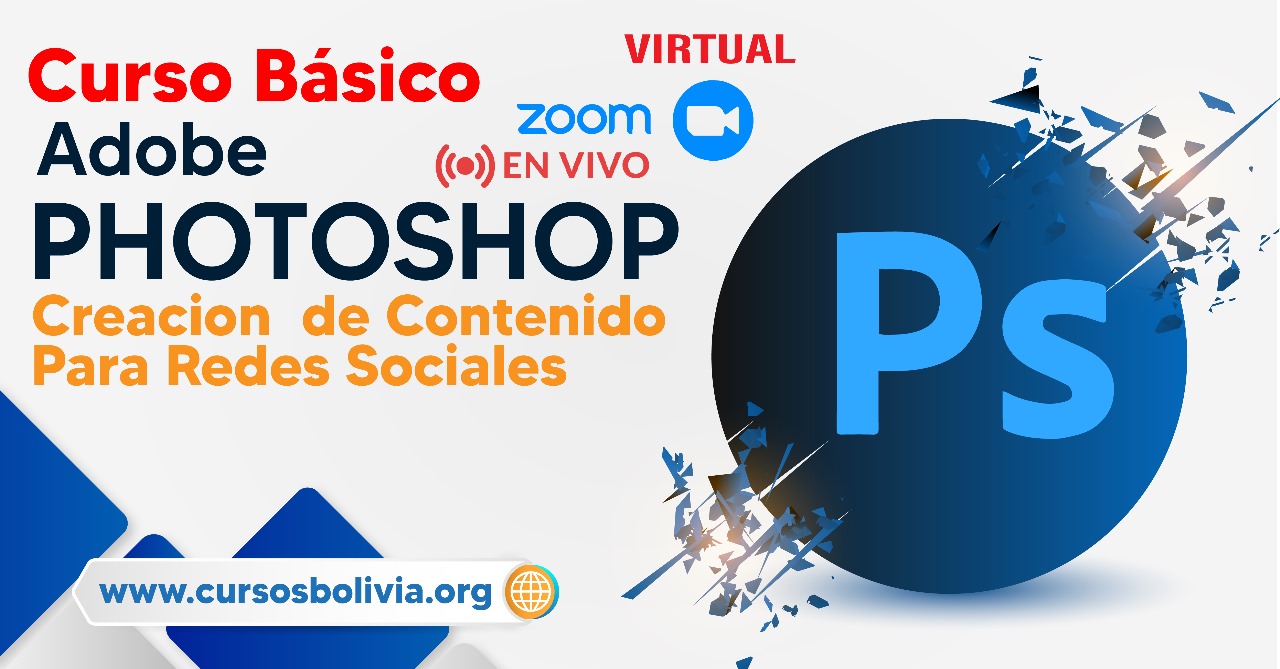 Curso Básico
Adobe
PHOTOSHOP
Creacion de Contenido
Para Redes Sociales
VIRTUAL
zoom
EN VIVO
Ps
www.cursosbolivia.org